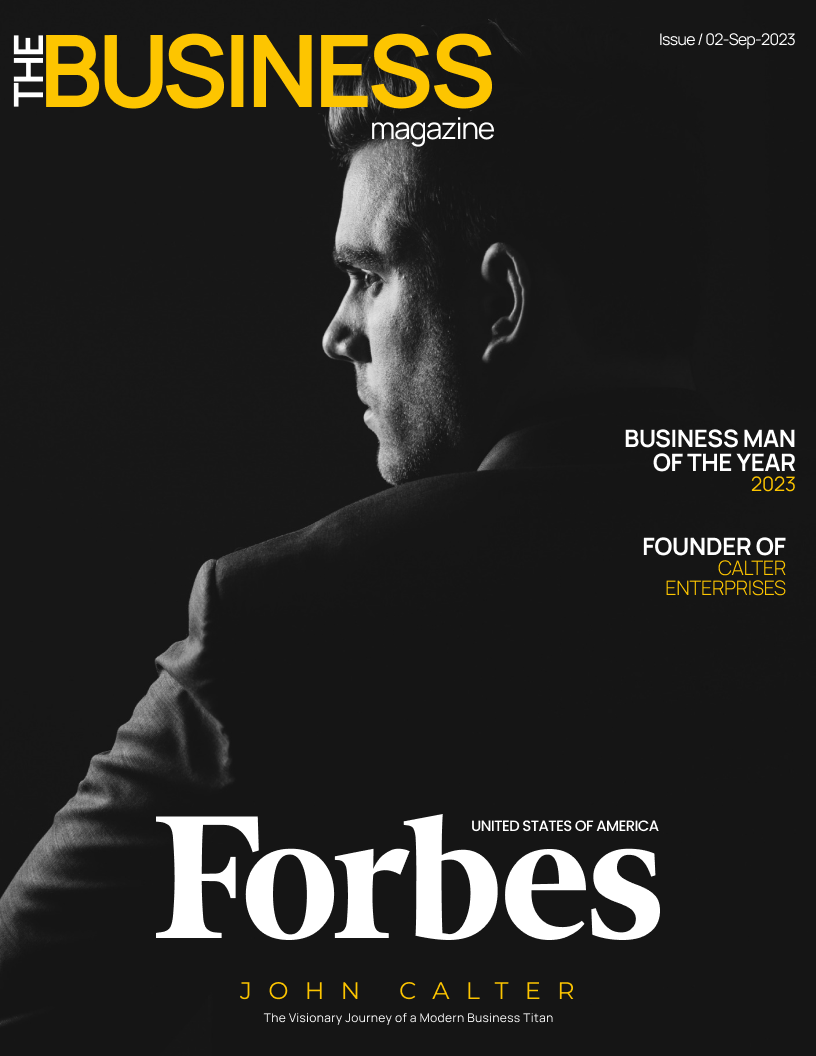 THE BUSINESS
magazine
Issue / 02-Sep-2023
BUSINESS MAN
OF THE YEAR
2023
FOUNDER OF
CALTER
ENTERPRISES
UNITED STATES OF AMERICA
Forbes
JOHN CALTER
The Visionary Journey of a Modern Business Titan